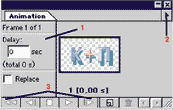 Animation
2
Frame 1 of 1
Delay: 1
0 sec
(total 0 s)
К+П
Replace
1 [0,00 s]
3